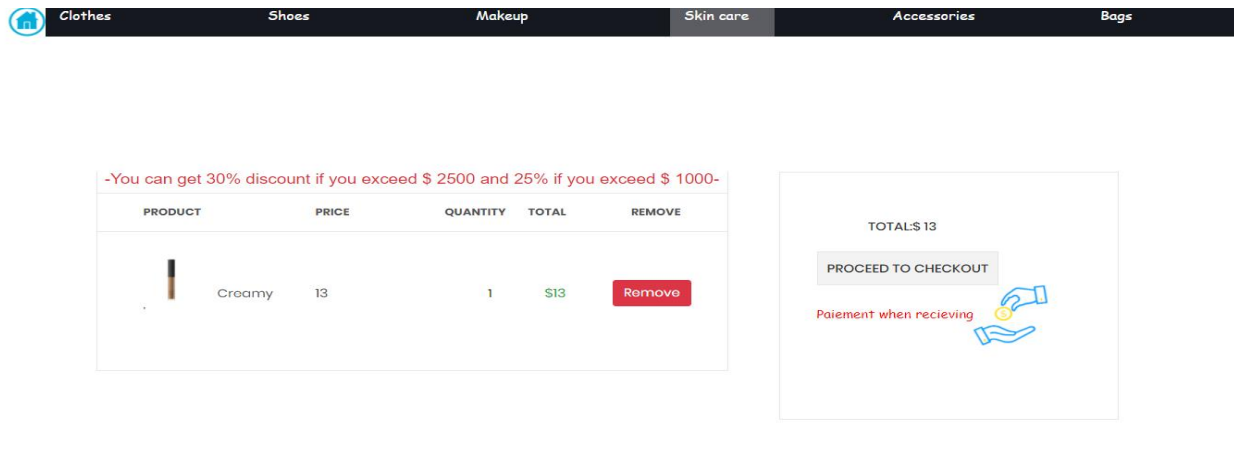 Clothes Shoes Makeup Skin care Accessories Bags
-You can get 30% discount if you exceed $ 2500 and 25% if you exceed $ 1000-
PRODUCT PRICE QUANTITY TOTAL REMOVE
Creamy 13 1 $13 Remove
TOTAL:$ 13
PROCEED TO CHECKOUT
Paiement when recieving
$